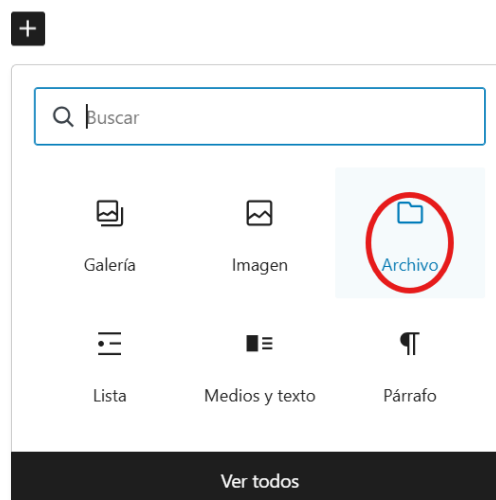 Buscar
Galería Imagen Archivo
Lista Medios y texto Párrafo
Ver todos